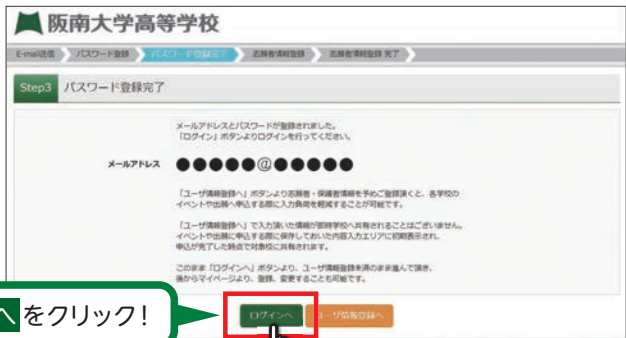 阪南大学高等学校
E-mail送信 パスワード登録 パスワード登録完了 志願者情報登録 志願者情報登録 完了
Step3 パスワード登録完了
メールアドレスとパスワードが登録されました。
「ログイン」ボタンよりログインを行ってください。
メールアドレス ●●●●●@●●●●●
「ユーザ情報登録へ」ボタンより志願者・保護者情報を予めご登録頂くと、各学校の
イベントや出願へ申込する際に入力負荷を軽減することが可能です。
「ユーザ情報登録へ」で入力頂いた情報が即時学校へ共有されることはございません。
イベントや出願に申込する際に保存しておいた内容入力エリアに初期表示され、
申込が完了した時点で対象校に共有されます。
このまま「ログインへ」ボタンより、ユーザ情報登録未済のまま進んで頂き、
後からマイページより、登録、変更することも可能です。
へをクリック!
ログインへ ユーザ情報登録へ